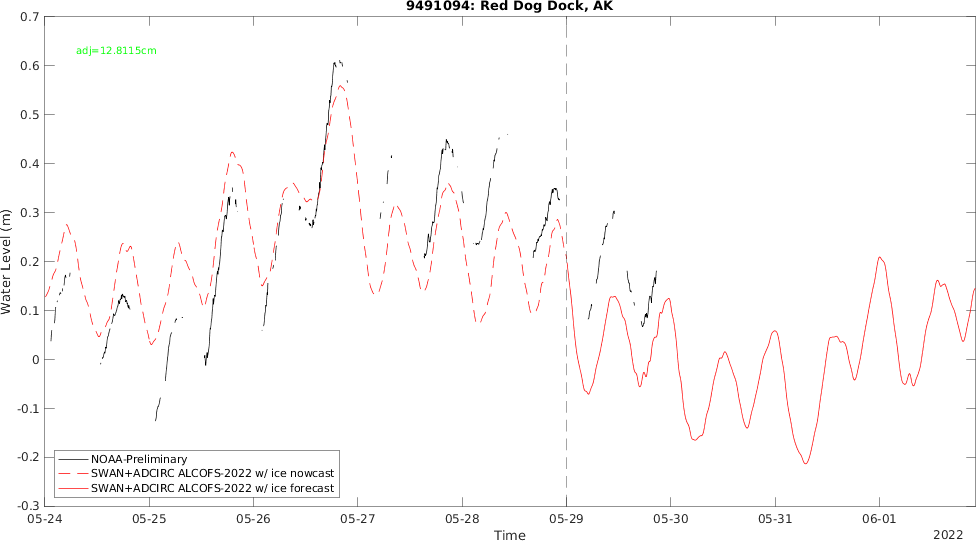 9491094: Red Dog Dock, AK
adj=12.8115cm
Water Level (m)
0.7
0.6
0.5
0.4
0.3
0.2
0.1
0
-0.1
-0.2
-0.3
NOAA-Preliminary
SWAN+ADCIRC ALCOFS-2022 w/ ice nowcast
SWAN+ADCIRC ALCOFS-2022 w/ ice forecast
05-24 05-25 05-26 05-27 05-28 05-29 05-30 05-31 06-01
Time
2022